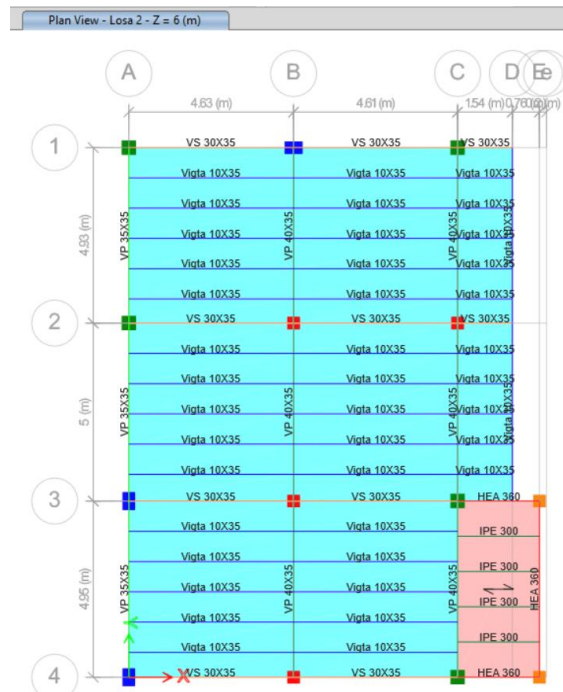 Plan View - Losa 2 - Z = 6 (m)
A B C D E e
4.63 (m) 4.61 (m) 1.54 (m)
1 VS 30X35 VS 30X35 VS 30X35
Vigta 10X35 Vigta 10X35 Vigta 10X35
Vigta 10X35 Vigta 10X35 Vigta 10X35
4.93 (m) VP 35X35 Vigta 10X35 VP 40X35 Vigta 10X35 VP 40X35 Vigta 10X35 Vigta 10X35
Vigta 10X35 Vigta 10X35 Vigta 10X35
Vigta 10X35 Vigta 10X35 Vigta 10X35
2 VS 30X35 VS 30X35 VS 30X35
Vigta 10X35 Vigta 10X35 Vigta 10X35
Vigta 10X35 Vigta 10X35 Vigta 10X35
5 (m) VP 35X35 Vigta 10X35 VP 40X35 Vigta 10X35 VP 40X35 Vigta 10X35 Vigta 10X35
Vigta 10X35 Vigta 10X35 Vigta 10X35
Vigta 10X35 Vigta 10X35 Vigta 10X35
3 VS 30X35 VS 30X35 HEA 360
Vigta 10X35 Vigta 10X35 IPE 300
Vigta 10X35 Vigta 10X35 IPE 300
4.95 (m) VP 35X35 Vigta 10X35 VP 40X35 Vigta 10X35 VP 40X35 IPE 300 HEA 360
Vigta 10X35 Vigta 10X35 IPE 300
Vigta 10X35 Vigta 10X35
4 X VS 30X35 VS 30X35 HEA 360